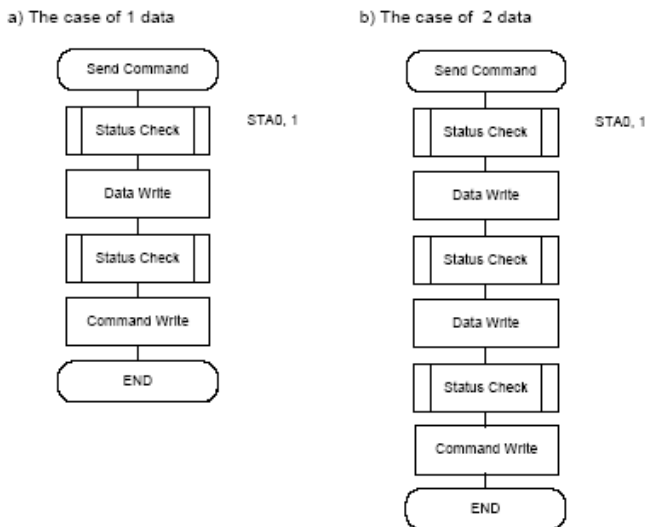 a) The case of 1 data
Send Command
Status Check
STA0, 1
Data Write
Status Check
Command Write
END
b) The case of 2 data
Send Command
Status Check
STA0, 1
Data Write
Status Check
Data Write
Status Check
Command Write
END